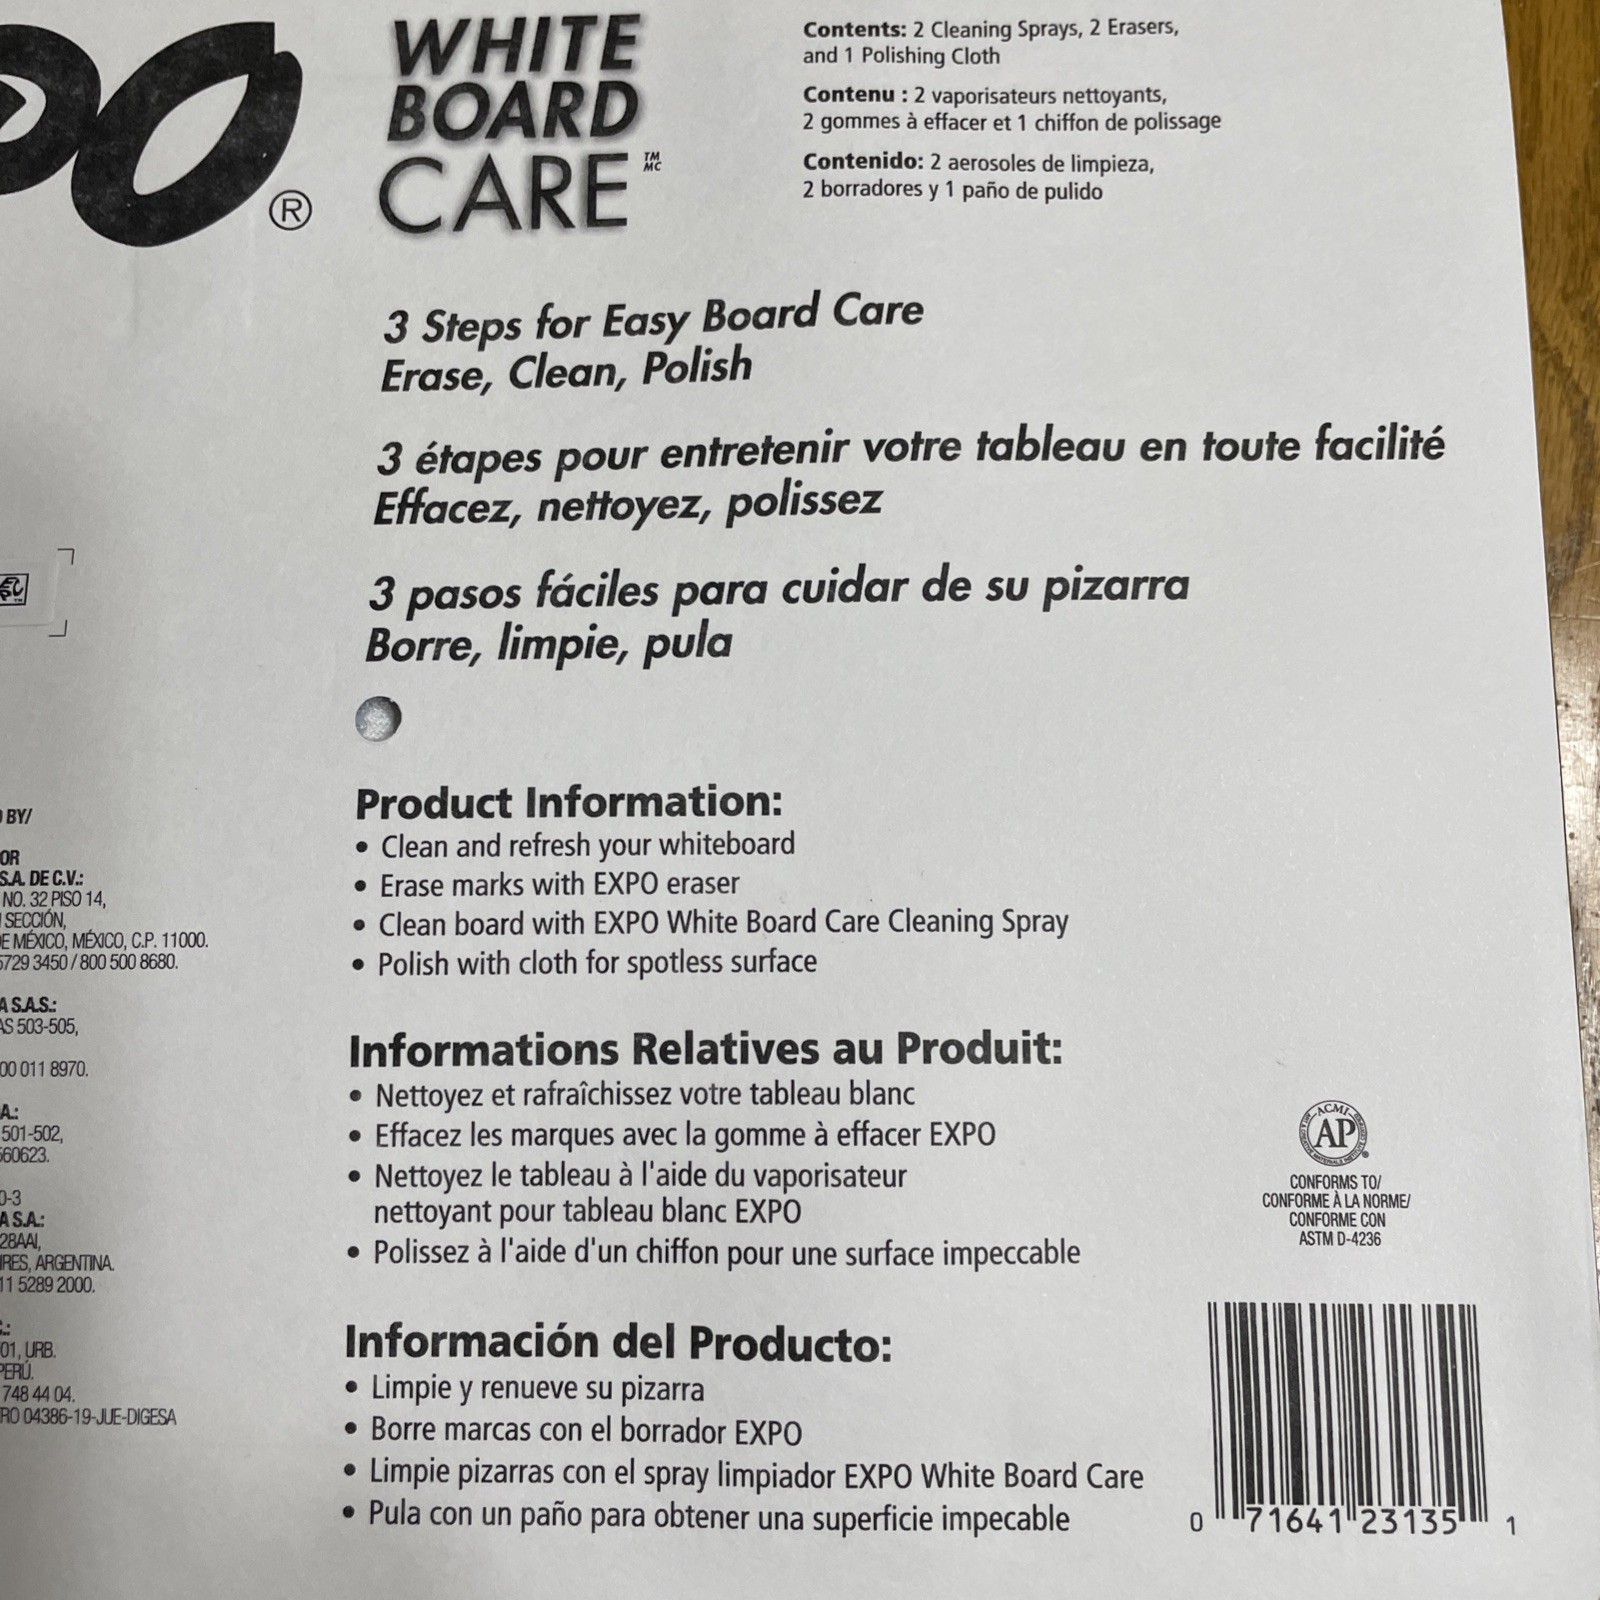 WHITE
BOARD
CARE TM MC
®
Contents: 2 Cleaning Sprays, 2 Erasers,
and 1 Polishing Cloth
Contenu : 2 vaporisateurs nettoyants,
2 gommes à effacer et 1 chiffon de polissage
Contenido: 2 aerosoles de limpieza,
2 borradores y 1 paño de pulido
3 Steps for Easy Board Care
Erase, Clean, Polish
3 étapes pour entretenir votre tableau en toute facilité
Effacez, nettoyez, polissez
3 pasos fáciles para cuidar de su pizarra
Borre, limpie, pula
BY/
S.A. DE C.V.:
NO. 32 PISO 14,
SECCIÓN,
MÉXICO, MÉXICO, C.P. 11000.
3450 / 800 500 8680.
S.A.S.:
503-505,
011 8970.
501-502,
S.A.:
ARGENTINA.
5289 2000.
URB.
PERÚ.
748 44 04.
04386-19-JUE-DIGESA
Product Information:
• Clean and refresh your whiteboard
• Erase marks with EXPO eraser
• Clean board with EXPO White Board Care Cleaning Spray
• Polish with cloth for spotless surface
Informations Relatives au Produit:
• Nettoyez et rafraîchissez votre tableau blanc
• Effacez les marques avec la gomme à effacer EXPO
• Nettoyez le tableau à l'aide du vaporisateur
nettoyant pour tableau blanc EXPO
• Polissez à l'aide d'un chiffon pour une surface impeccable
Información del Producto:
• Limpie y renueve su pizarra
• Borre marcas con el borrador EXPO
• Limpie pizarras con el spray limpiador EXPO White Board Care
• Pula con un paño para obtener una superficie impecable
ACMI
AP
CONFORMS TO/
CONFORME À LA NORME/
CONFORME CON
ASTM D-4236
0 71641 23135 1